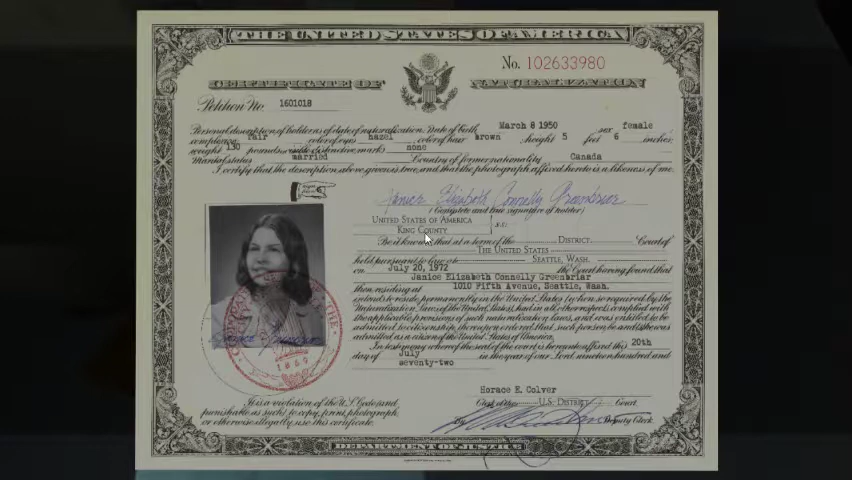 THE UNITED STATES OF AMERICA
No. 102633980
CERTIFICATE OF NATURALIZATION
Petition No. 1601018
Personal description of holder as of date of naturalization. Date of birth March 8 1950 sex female
complexion fair color of eyes hazel color of hair brown height 5 feet 6 inches
weight 130 pounds visible distinctive marks none
Marital status married Country of former nationality Canada
I certify that the description above given is true, and that the photograph affixed hereto is a likeness of me.
Janice Elizabeth Connelly Greenbriar
(Complete and true signature of holder)
UNITED STATES OF AMERICA
KING COUNTY
Be it known that at a term of the DISTRICT Court of
THE UNITED STATES
held pursuant to law at SEATTLE, WASH.
on July 20, 1972 the Court having found that
Janice Elizabeth Connelly Greenbriar
then residing at 1010 Fifth Avenue, Seattle, Wash.
intends to reside permanently in the United States (when so required by the
Naturalization Laws of the United States), had in all other respects complied with
the applicable provisions of such naturalization laws, and was entitled to be
admitted to citizenship, thereupon ordered that such person be and (s)he was
admitted as a citizen of the United States of America.
In testimony whereof the seal of the court is hereunto affixed this 20th
day of July in the year of our Lord nineteen hundred and
seventy-two
Horace E. Colver
Clerk of the U.S. DISTRICT Court.
By Deputy Clerk.
It is a violation of the U.S. Code (and
punishable as such) to copy, print, photograph,
or otherwise illegally use this certificate.
DEPARTMENT OF JUSTICE